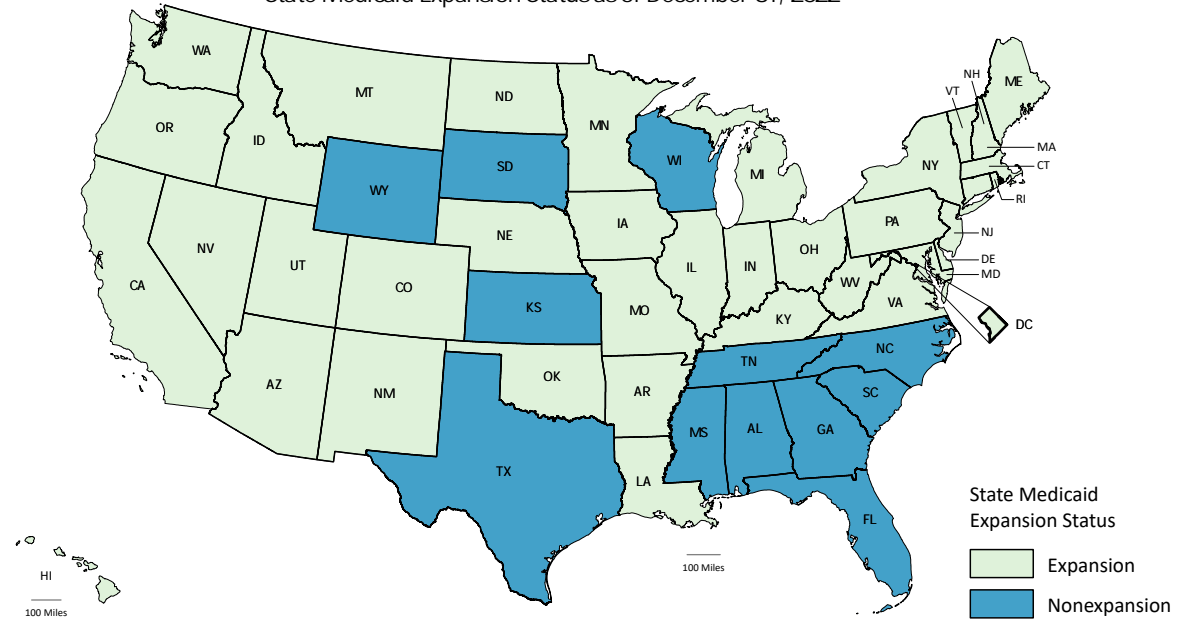 WA
MT
ND
MN
OR
ID
SD
WI
WY
MI
NH
VT
ME
NY
MA
CT
RI
IA
NE
PA
NJ
NV
UT
CO
IL
IN
OH
DE
MD
CA
KS
MO
WV
VA
KY
DC
AZ
NM
OK
AR
TN
NC
SC
MS
AL
GA
TX
LA
FL
State Medicaid
Expansion Status
Expansion
Nonexpansion
100 Miles
HI
100 Miles